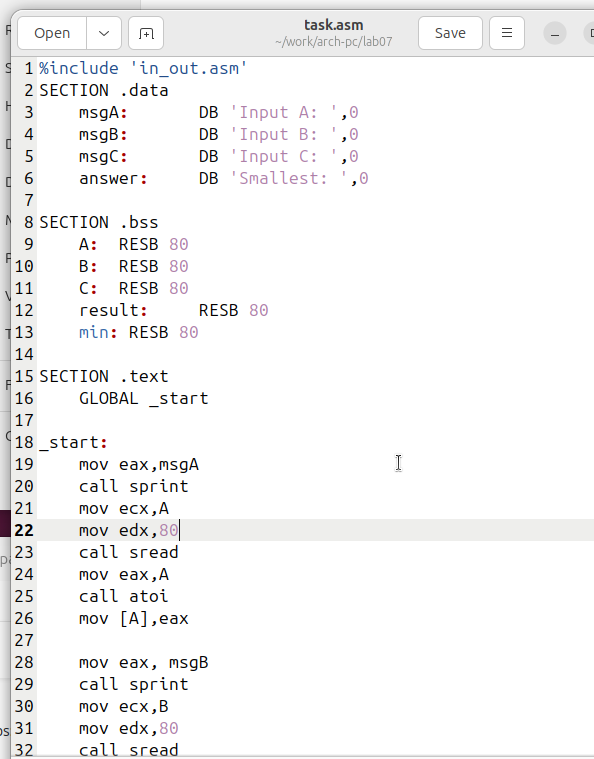 Open
task.asm
~/work/arch-pc/lab07
Save
1 %include 'in_out.asm'
2 SECTION .data
3     msgA:       DB 'Input A: ',0
4     msgB:       DB 'Input B: ',0
5     msgC:       DB 'Input C: ',0
6     answer:     DB 'Smallest: ',0
7
8 SECTION .bss
9     A:  RESB 80
10     B:  RESB 80
11     C:  RESB 80
12     result:     RESB 80
13     min: RESB 80
14
15 SECTION .text
16     GLOBAL _start
17
18 _start:
19     mov eax,msgA
20     call sprint
21     mov ecx,A
22     mov edx,80
23     call sread
24     mov eax,A
25     call atoi
26     mov [A],eax
27
28     mov eax, msgB
29     call sprint
30     mov ecx,B
31     mov edx,80
32     call sread